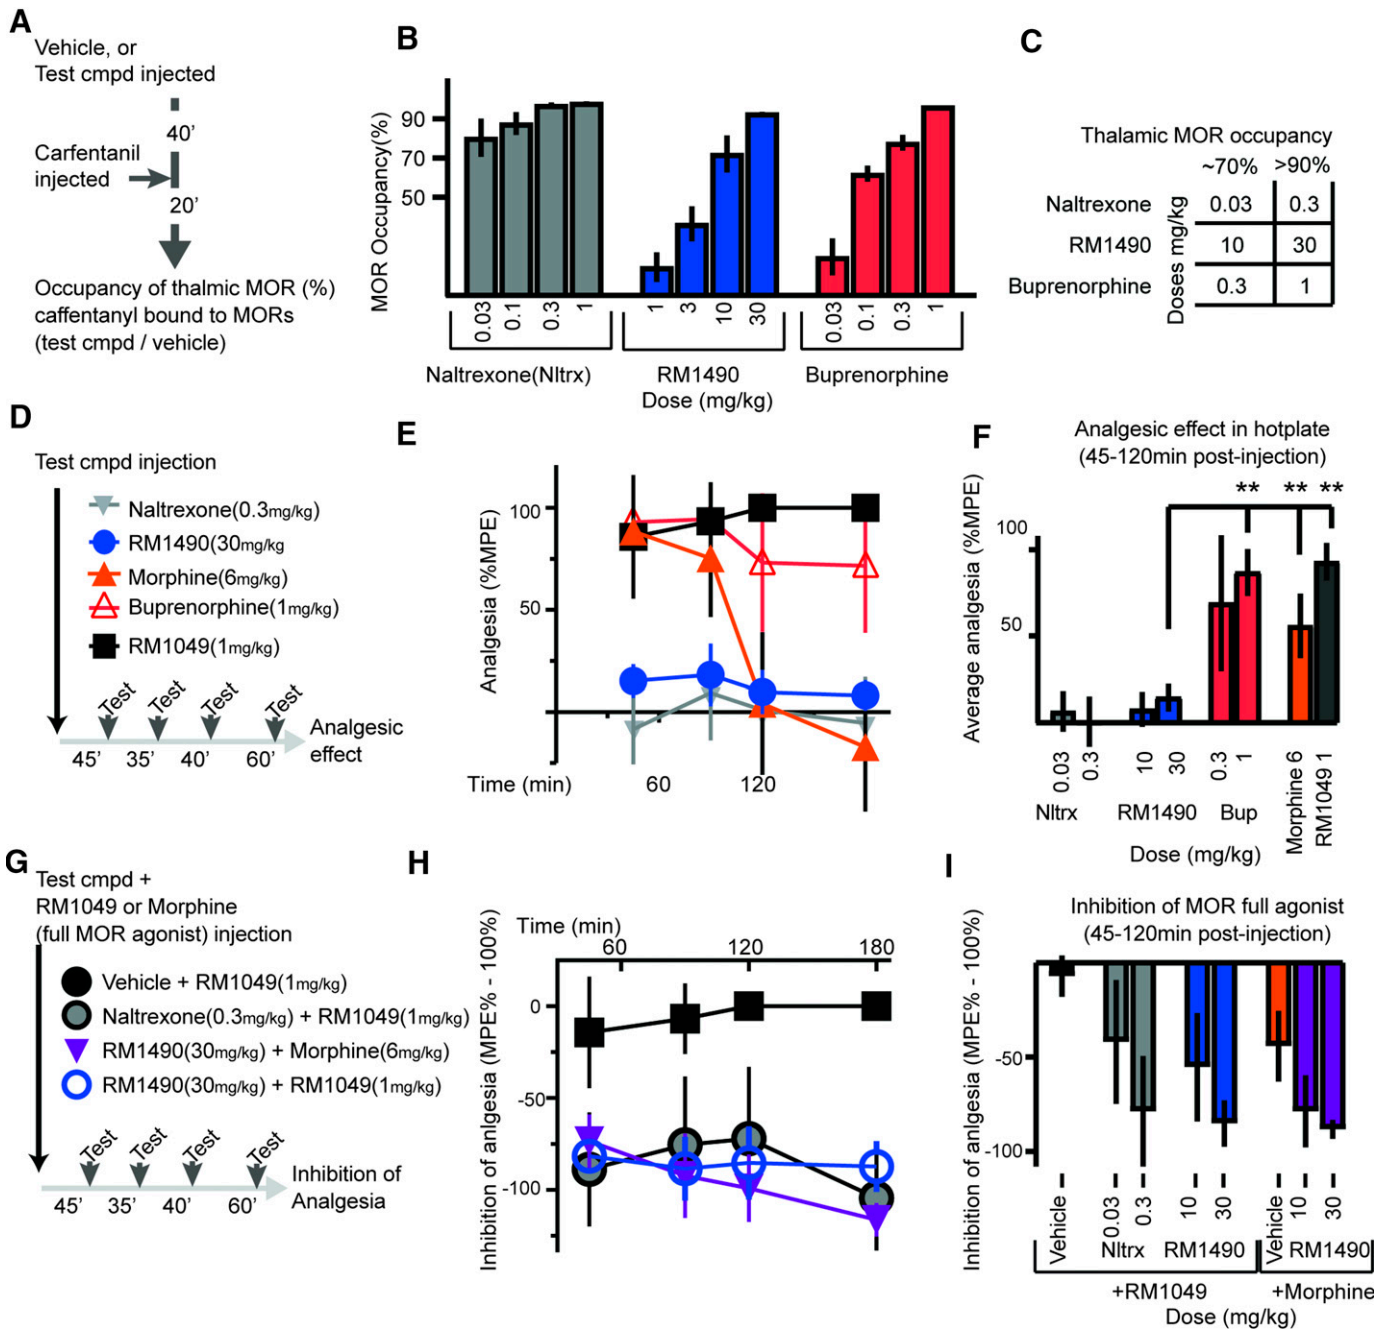 A
Vehicle, or
Test cmpd injected
40'
Carfentanil
injected
20'
Occupancy of thalmic MOR (%)
caffentanyl bound to MORs
(test cmpd / vehicle)
B
MOR Occupancy(%)
90
70
50
0.03
0.1
0.3
1
1
3
10
30
0.03
0.1
0.3
1
Naltrexone(Nltrx)
RM1490
Buprenorphine
Dose (mg/kg)
C
Thalamic MOR occupancy
~70% >90%
Doses mg/kg
Naltrexone 0.03 0.3
RM1490 10 30
Buprenorphine 0.3 1
D
Test cmpd injection
Naltrexone(0.3mg/kg)
RM1490(30mg/kg
Morphine(6mg/kg)
Buprenorphine(1mg/kg)
RM1049(1mg/kg)
Test Test Test Test
45' 35' 40' 60'
Analgesic
effect
E
Analgesia (%MPE)
100
50
Time (min) 60 120
F
Analgesic effect in hotplate
(45-120min post-injection)
** ** **
Average analgesia (%MPE)
100
50
0.03
0.3
10
30
0.3
1
Morphine 6
RM1049 1
Nltrx RM1490 Bup
Dose (mg/kg)
G
Test cmpd +
RM1049 or Morphine
(full MOR agonist) injection
Vehicle + RM1049(1mg/kg)
Naltrexone(0.3mg/kg) + RM1049(1mg/kg)
RM1490(30mg/kg) + Morphine(6mg/kg)
RM1490(30mg/kg) + RM1049(1mg/kg)
Test Test Test Test
45' 35' 40' 60'
Inhibition of
Analgesia
H
Time (min)
60 120 180
Inhibition of anlgesia (MPE% - 100%)
0
-50
-100
I
Inhibition of MOR full agonist
(45-120min post-injection)
Inhibition of anlgesia (MPE% - 100%)
-50
-100
Vehicle
0.03
0.3
10
30
Vehicle
10
30
Nltrx RM1490 RM1490
+RM1049 +Morphine
Dose (mg/kg)